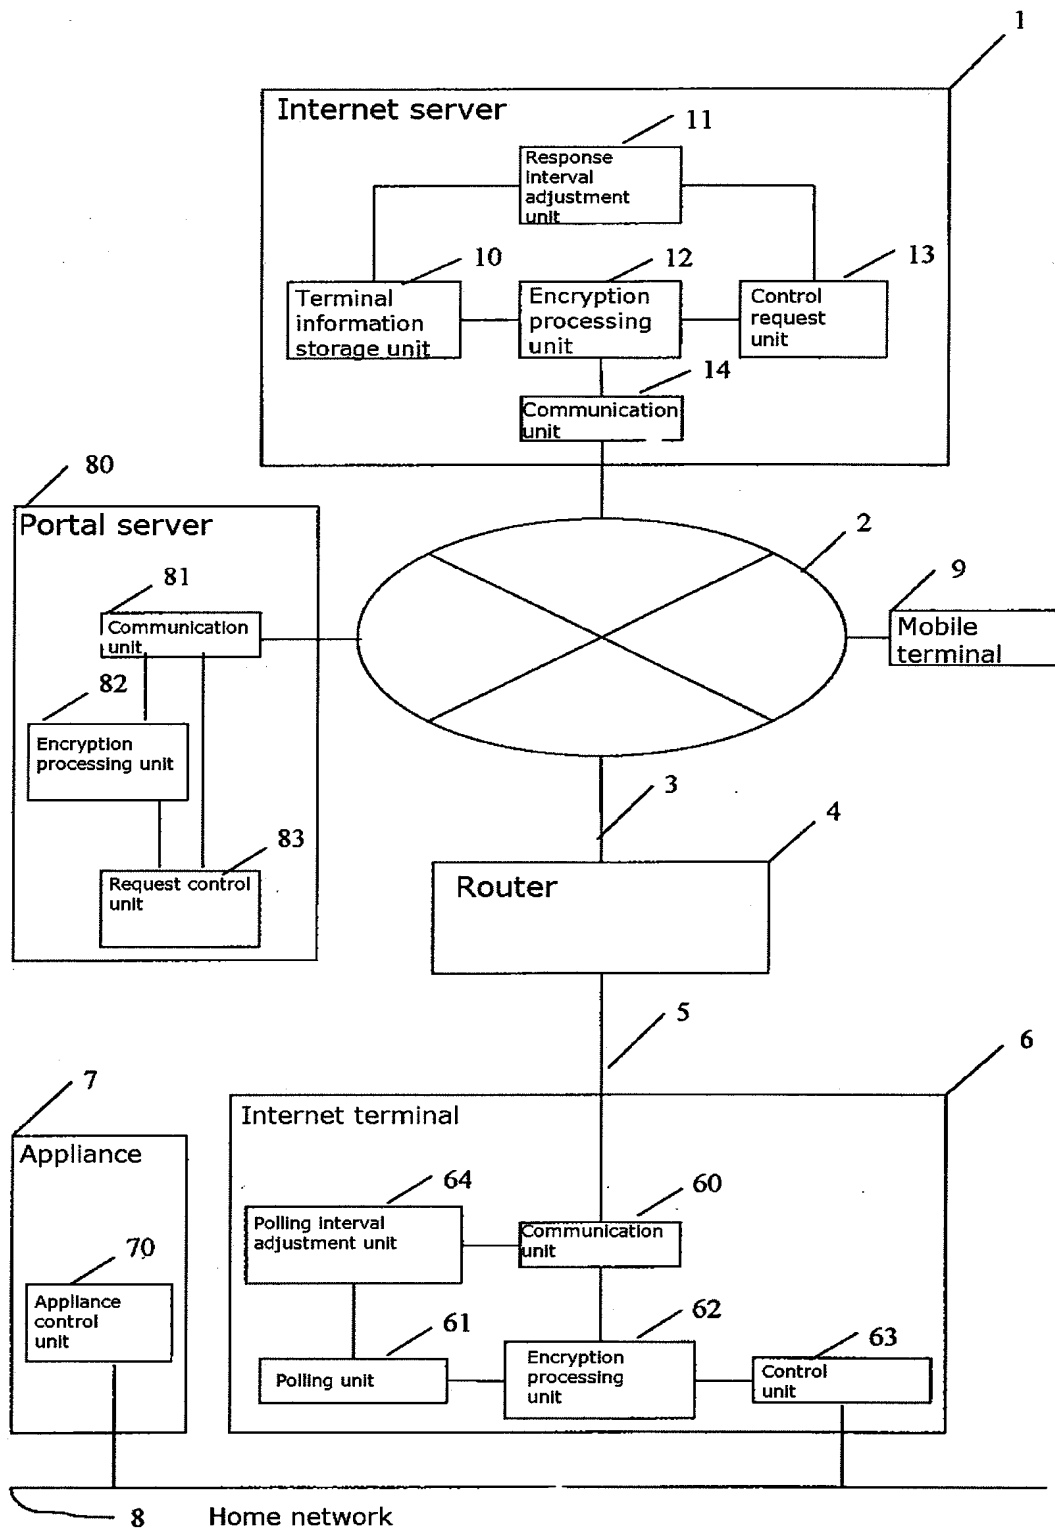 1
Internet server
11
Response
interval
adjustment
unit
10
12
13
Terminal
information
storage unit
Encryption
processing
unit
Control
request
unit
14
Communication
unit
80
Portal server
2
81
9
Communication
unit
Mobile
terminal
82
Encryption
processing unit
3
4
83
Router
Request control
unit
5
6
7
Internet terminal
Appliance
64
60
Polling interval
adjustment unit
Communication
unit
70
Appliance
control
unit
61
62
63
Polling unit
Encryption
processing
unit
Control
unit
8
Home network